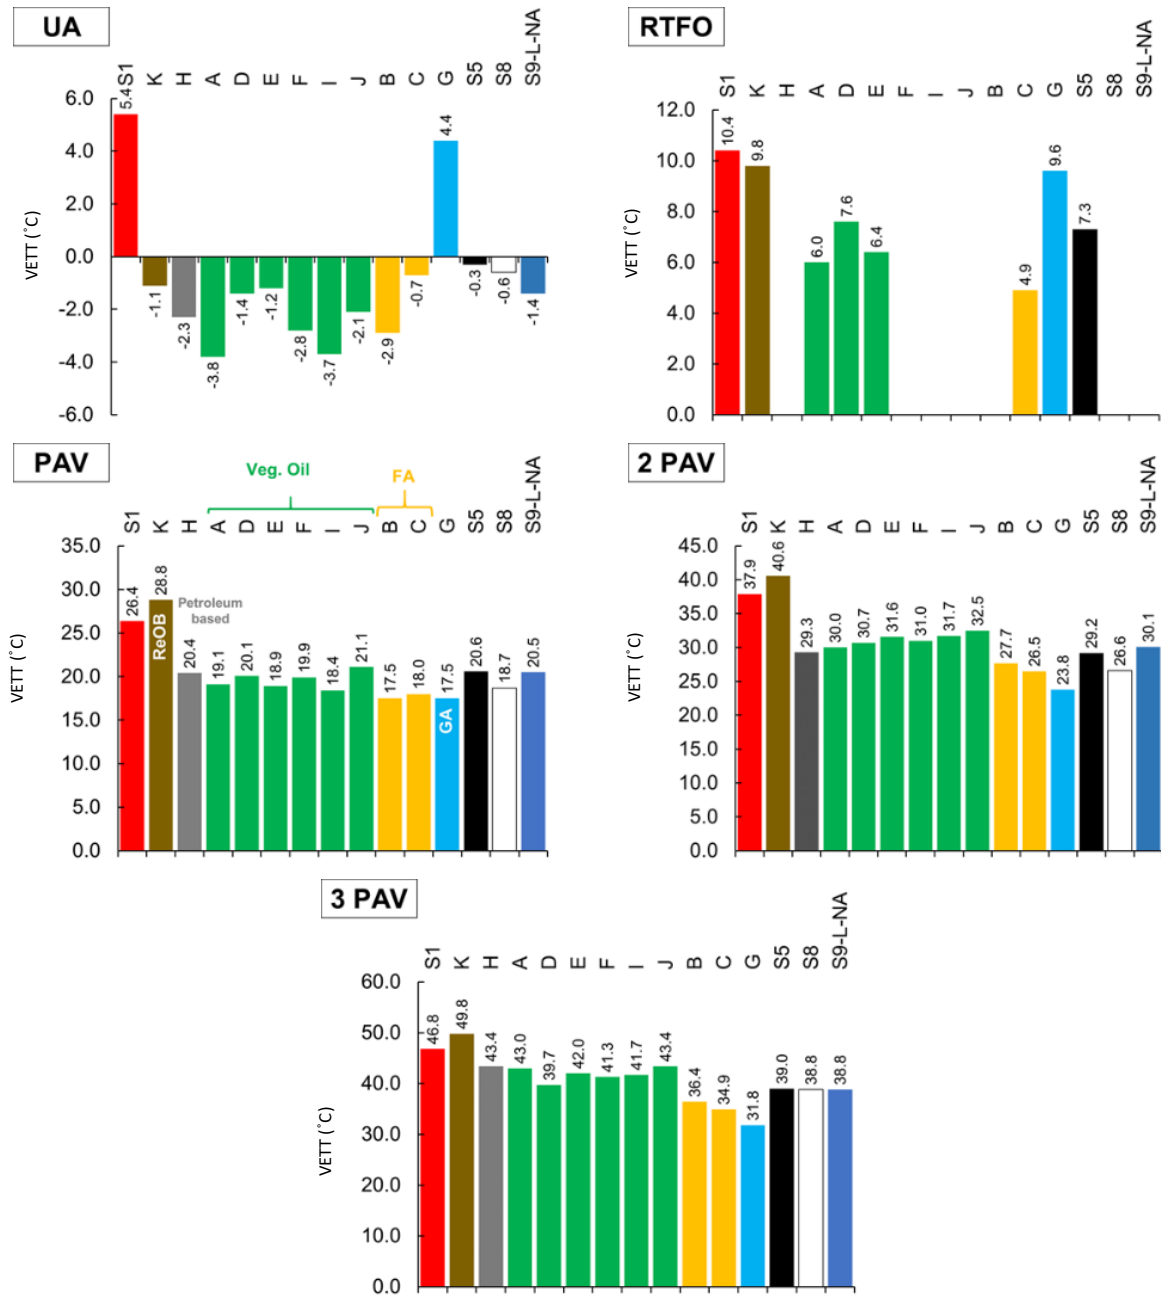 UA
S1 K H A D E F I J B C G S5 S8 S9-L-NA
VETT (˚C)
6.0
4.0
2.0
0.0
-2.0
-4.0
-6.0
5.4 -1.1 -2.3 -3.8 -1.4 -1.2 -2.8 -3.7 -2.1 -2.9 -0.7 4.4 -0.3 -0.6 -1.4
RTFO
S1 K H A D E F I J B C G S5 S8 S9-L-NA
VETT (˚C)
12.0
10.0
8.0
6.0
4.0
2.0
0.0
10.4 9.8 6.0 7.6 6.4 4.9 9.6 7.3
PAV
Veg. Oil
FA
S1 K H A D E F I J B C G S5 S8 S9-L-NA
VETT (˚C)
35.0
30.0
25.0
20.0
15.0
10.0
5.0
0.0
26.4 28.8 20.4 19.1 20.1 18.9 19.9 18.4 21.1 17.5 18.0 17.5 20.6 18.7 20.5
ReOB
Petroleum
based
GA
2 PAV
S1 K H A D E F I J B C G S5 S8 S9-L-NA
VETT (˚C)
45.0
40.0
35.0
30.0
25.0
20.0
15.0
10.0
5.0
0.0
37.9 40.6 29.3 30.0 30.7 31.6 31.0 31.7 32.5 27.7 26.5 23.8 29.2 26.6 30.1
3 PAV
S1 K H A D E F I J B C G S5 S8 S9-L-NA
VETT (˚C)
60.0
50.0
40.0
30.0
20.0
10.0
0.0
46.8 49.8 43.4 43.0 39.7 42.0 41.3 41.7 43.4 36.4 34.9 31.8 39.0 38.8 38.8